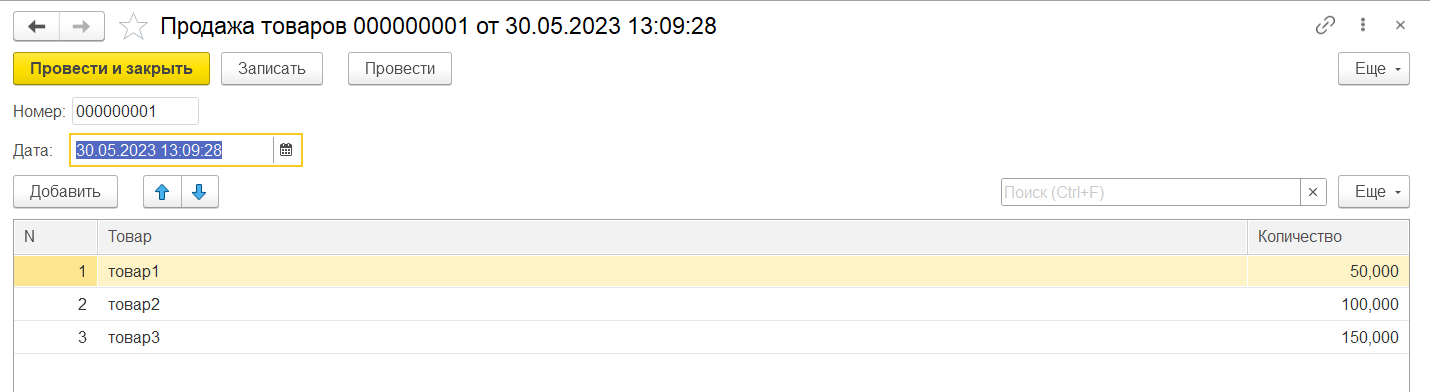 Продажа товаров 000000001 от 30.05.2023 13:09:28
Провести и закрыть Записать Провести Еще
Номер: 000000001
Дата: 30.05.2023 13:09:28
Добавить Поиск (Ctrl+F) Еще
N Товар Количество
1 товар1 50,000
2 товар2 100,000
3 товар3 150,000